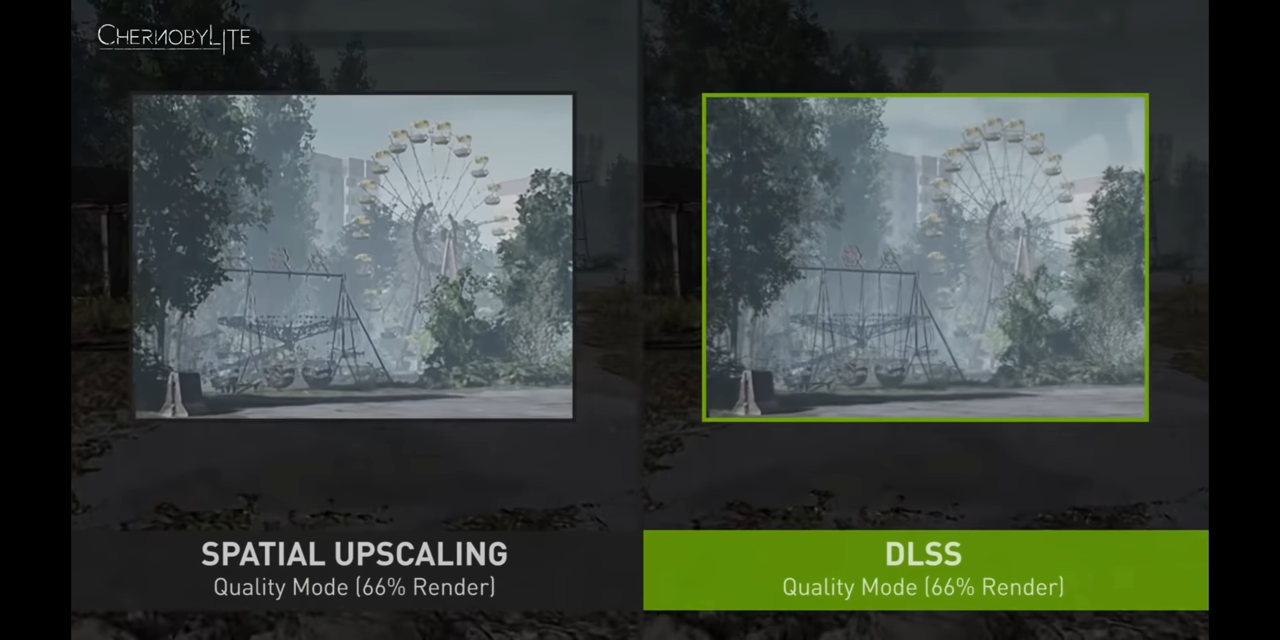 CHERNOBYLITE
SPATIAL UPSCALING
Quality Mode (66% Render)
DLSS
Quality Mode (66% Render)